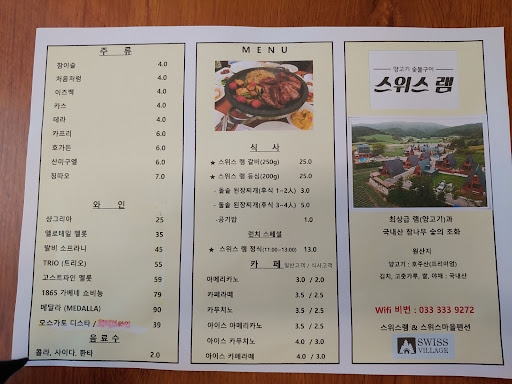 주 류
참이슬 4.0
처음처럼 4.0
이즈백 4.0
카스 4.0
테라 4.0
카프리 6.0
호가든 6.0
산미구엘 6.0
칭따오 7.0
와 인
샹그리아 25
옐로테일 멜롯 35
발비 소프라니 45
TRIO (트리오) 55
고스트파인 멜롯 65
1865 가베네 쇼비뇽 79
메달라 (MEDALLA) 90
모스카토 디스타 / 39
음료수
콜라, 사이다, 환타 2.0
MENU
식 사
★ 스위스 램 갈비(250g) 25.0
★ 스위스 램 등심(200g) 25.0
- 돌솥 된장찌개(후식 1~2人) 3.0
- 돌솥 된장찌개(후식 3~4人) 5.0
-공기밥 1.0
런치 스페셜
★ 스위스 램 정식(11:00~13:00) 13.0
카 페 일반고객 / 식사고객
아메리카노 3.0 / 2.0
카페라떼 3.5 / 2.5
카푸치노 3.5 / 2.5
아이스 아메리카노 3.5 / 2.5
아이스 카푸치노 4.0 / 3.0
아이스 카페라떼 4.0 / 3.0
양고기 숯불구이
스위스 램
최상급 램(양고기)과
국내산 참나무 숯의 조화
원산지
양고기 : 호주산(프리미엄)
김치, 고춧가루, 쌀, 야채 : 국내산
Wifi 비번 : 033 333 9272
스위스램 & 스위스마을펜션
SWISS
VILLAGE